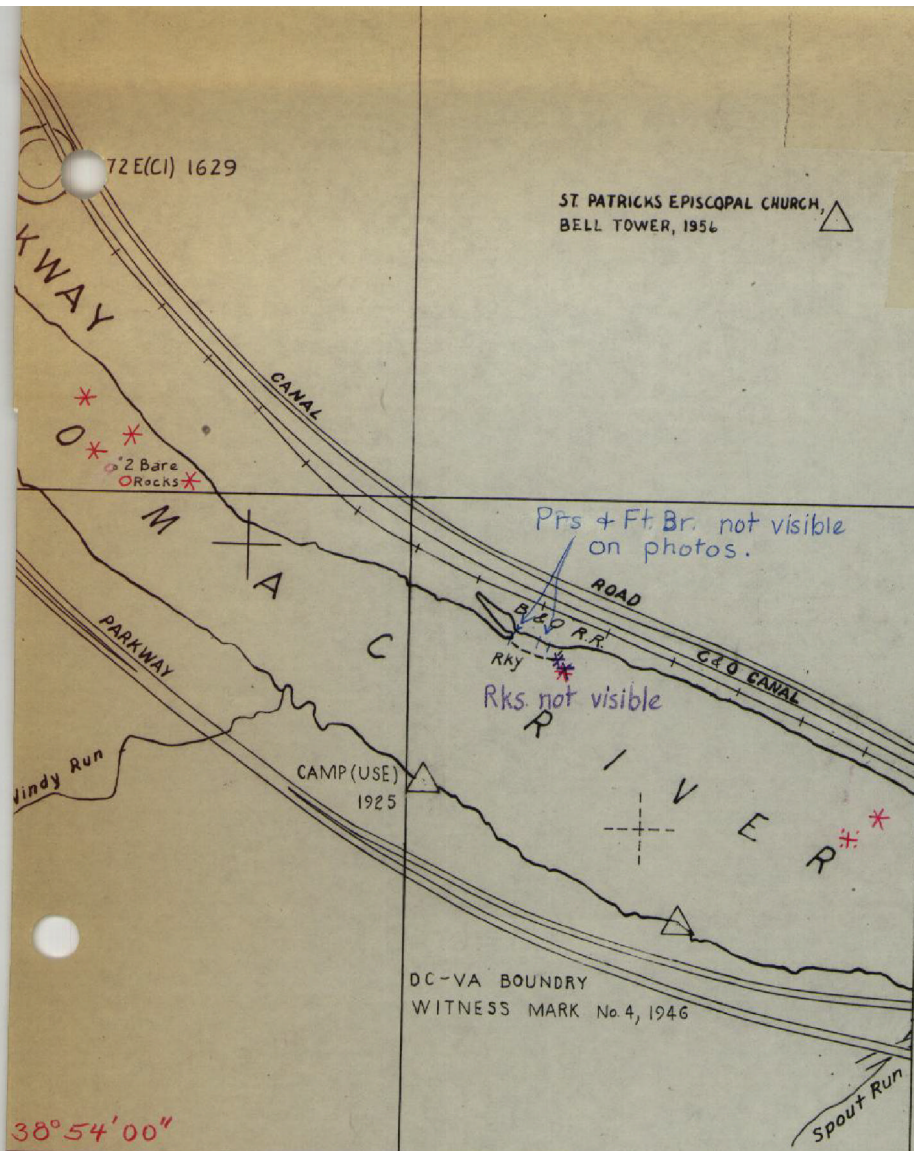 72E(C1) 1629
ST. PATRICKS EPISCOPAL CHURCH,
BELL TOWER, 1956
KWAY
CANAL
O
2 Bare
Rocks
M
A
C
Prs & Ft. Br. not visible
on photos.
ROAD
B. & O. R.R.
C & O CANAL
Rky
Rks not visible
PARKWAY
R
I
V
E
R
Windy Run
CAMP (USE)
1925
DC-VA BOUNDRY
WITNESS MARK No. 4, 1946
Spout Run
38°54'00"